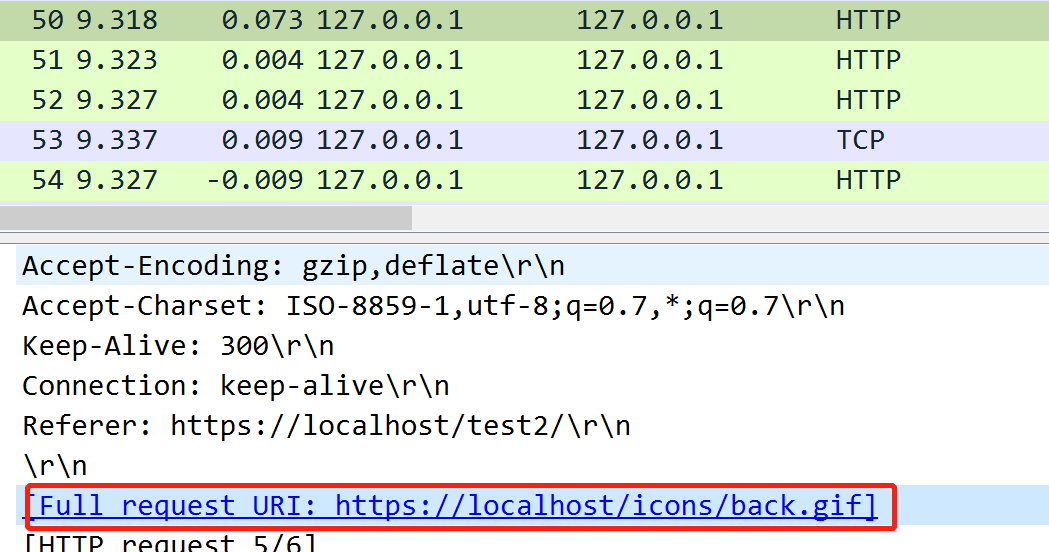 50 9.318 0.073 127.0.0.1 127.0.0.1 HTTP
51 9.323 0.004 127.0.0.1 127.0.0.1 HTTP
52 9.327 0.004 127.0.0.1 127.0.0.1 HTTP
53 9.337 0.009 127.0.0.1 127.0.0.1 TCP
54 9.327 -0.009 127.0.0.1 127.0.0.1 HTTP
Accept-Encoding: gzip,deflate\r\n
Accept-Charset: ISO-8859-1,utf-8;q=0.7,*;q=0.7\r\n
Keep-Alive: 300\r\n
Connection: keep-alive\r\n
Referer: https://localhost/test2/\r\n
\r\n
[Full request URI: https://localhost/icons/back.gif]
[HTTP request 5/6]